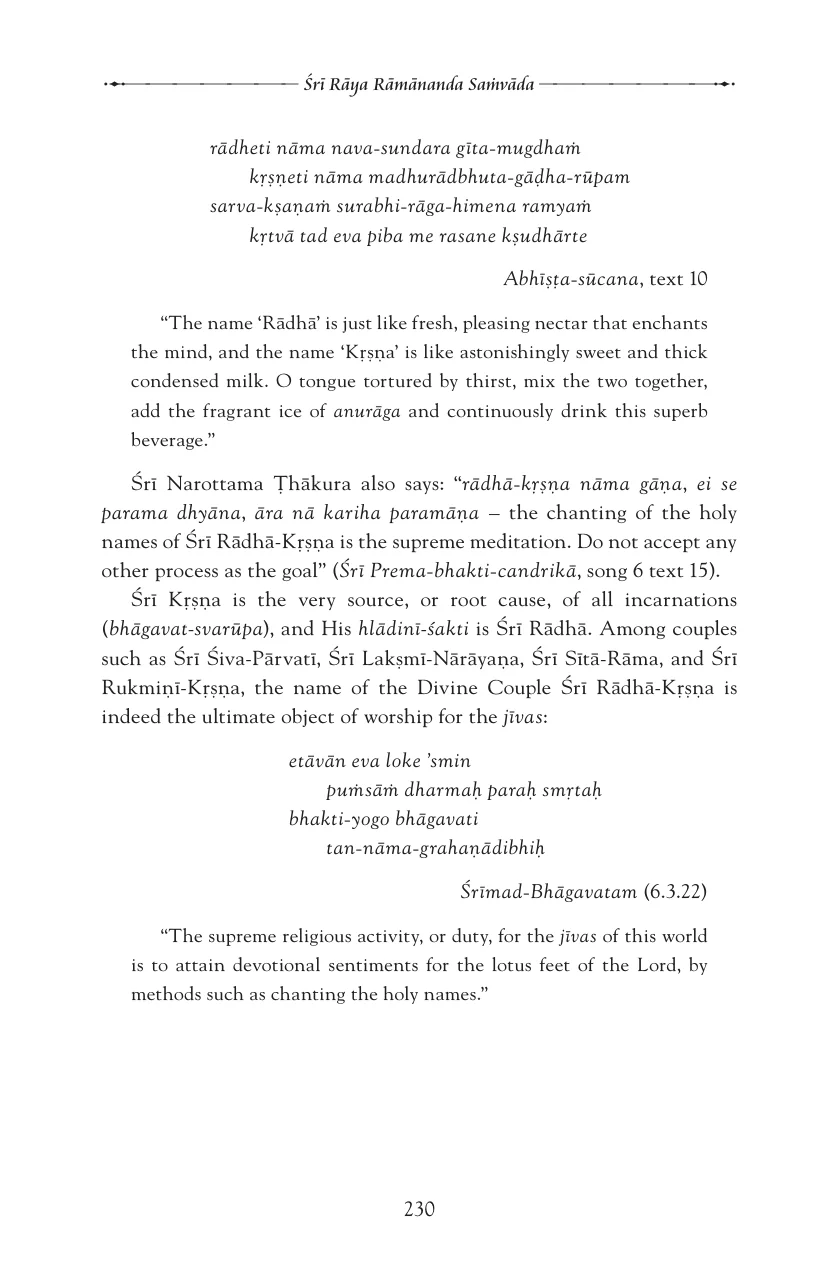 Śrī Rāya Rāmānanda Saṁvāda
rādheti nāma nava-sundara gīta-mugdhaṁ
kṛṣṇeti nāma madhurādbhuta-gāḍha-rūpam
sarva-kṣaṇaṁ surabhi-rāga-himena ramyaṁ
kṛtvā tad eva piba me rasane kṣudhārte
Abhīṣṭa-sūcana, text 10
“The name ‘Rādhā’ is just like fresh, pleasing nectar that enchants
the mind, and the name ‘Kṛṣṇa’ is like astonishingly sweet and thick
condensed milk. O tongue tortured by thirst, mix the two together,
add the fragrant ice of anurāga and continuously drink this superb
beverage.”
Śrī Narottama Ṭhākura also says: “rādhā-kṛṣṇa nāma gāṇa, ei se
parama dhyāna, āra nā kariha paramāṇa – the chanting of the holy
names of Śrī Rādhā-Kṛṣṇa is the supreme meditation. Do not accept any
other process as the goal” (Śrī Prema-bhakti-candrikā, song 6 text 15).
Śrī Kṛṣṇa is the very source, or root cause, of all incarnations
(bhāgavat-svarūpa), and His hlādinī-śakti is Śrī Rādhā. Among couples
such as Śrī Śiva-Pārvatī, Śrī Lakṣmī-Nārāyaṇa, Śrī Sītā-Rāma, and Śrī
Rukmiṇī-Kṛṣṇa, the name of the Divine Couple Śrī Rādhā-Kṛṣṇa is
indeed the ultimate object of worship for the jīvas:
etāvān eva loke ’smin
puṁsāṁ dharmaḥ paraḥ smṛtaḥ
bhakti-yogo bhāgavati
tan-nāma-grahaṇādibhiḥ
Śrīmad-Bhāgavatam (6.3.22)
“The supreme religious activity, or duty, for the jīvas of this world
is to attain devotional sentiments for the lotus feet of the Lord, by
methods such as chanting the holy names.”
230